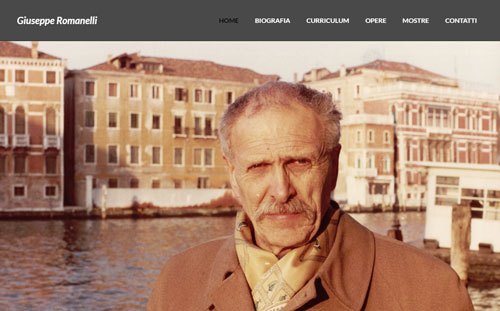 Giuseppe Romanelli
HOME BIOGRAFIA CURRICULUM OPERE MOSTRE CONTATTI